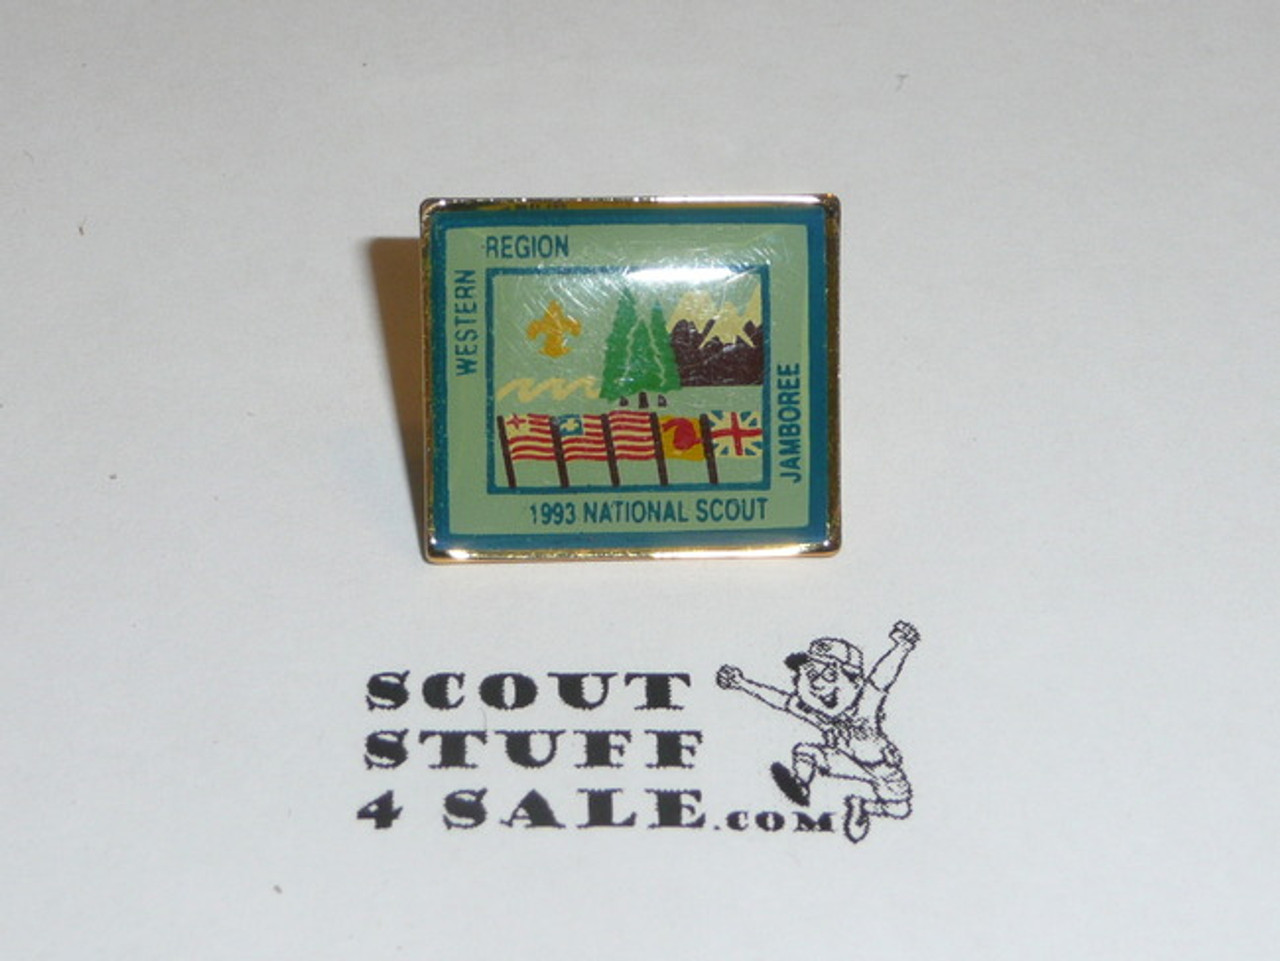 WESTERN
REGION
JAMBOREE
1993 NATIONAL SCOUT
SCOUT
STUFF
4 SALE.COM